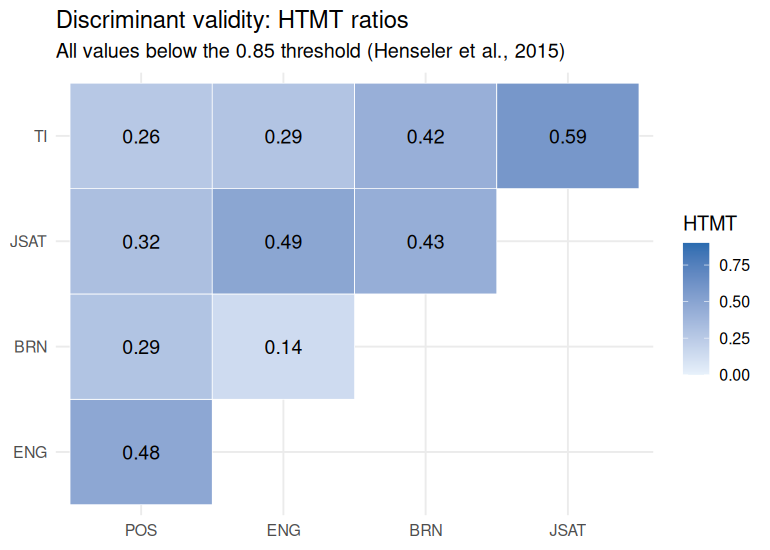 Discriminant validity: HTMT ratios
All values below the 0.85 threshold (Henseler et al., 2015)
TI 0.26 0.29 0.42 0.59
JSAT 0.32 0.49 0.43
BRN 0.29 0.14
ENG 0.48
POS ENG BRN JSAT
HTMT
0.75
0.50
0.25
0.00